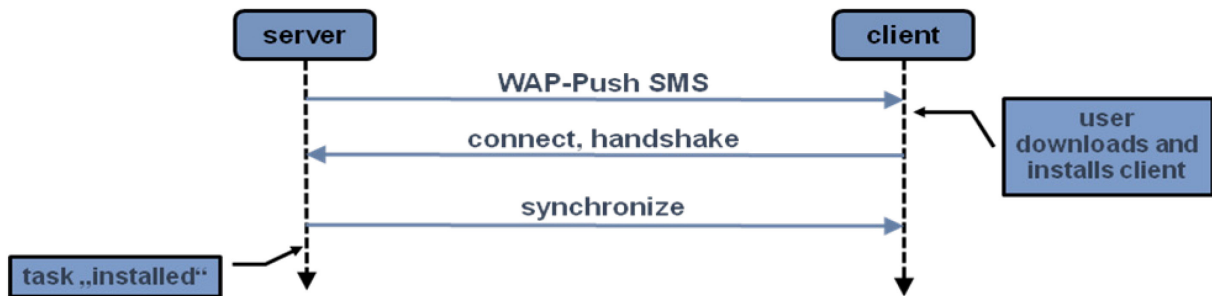 server
client
WAP-Push SMS
user
downloads and
installs client
connect, handshake
synchronize
task „installed“